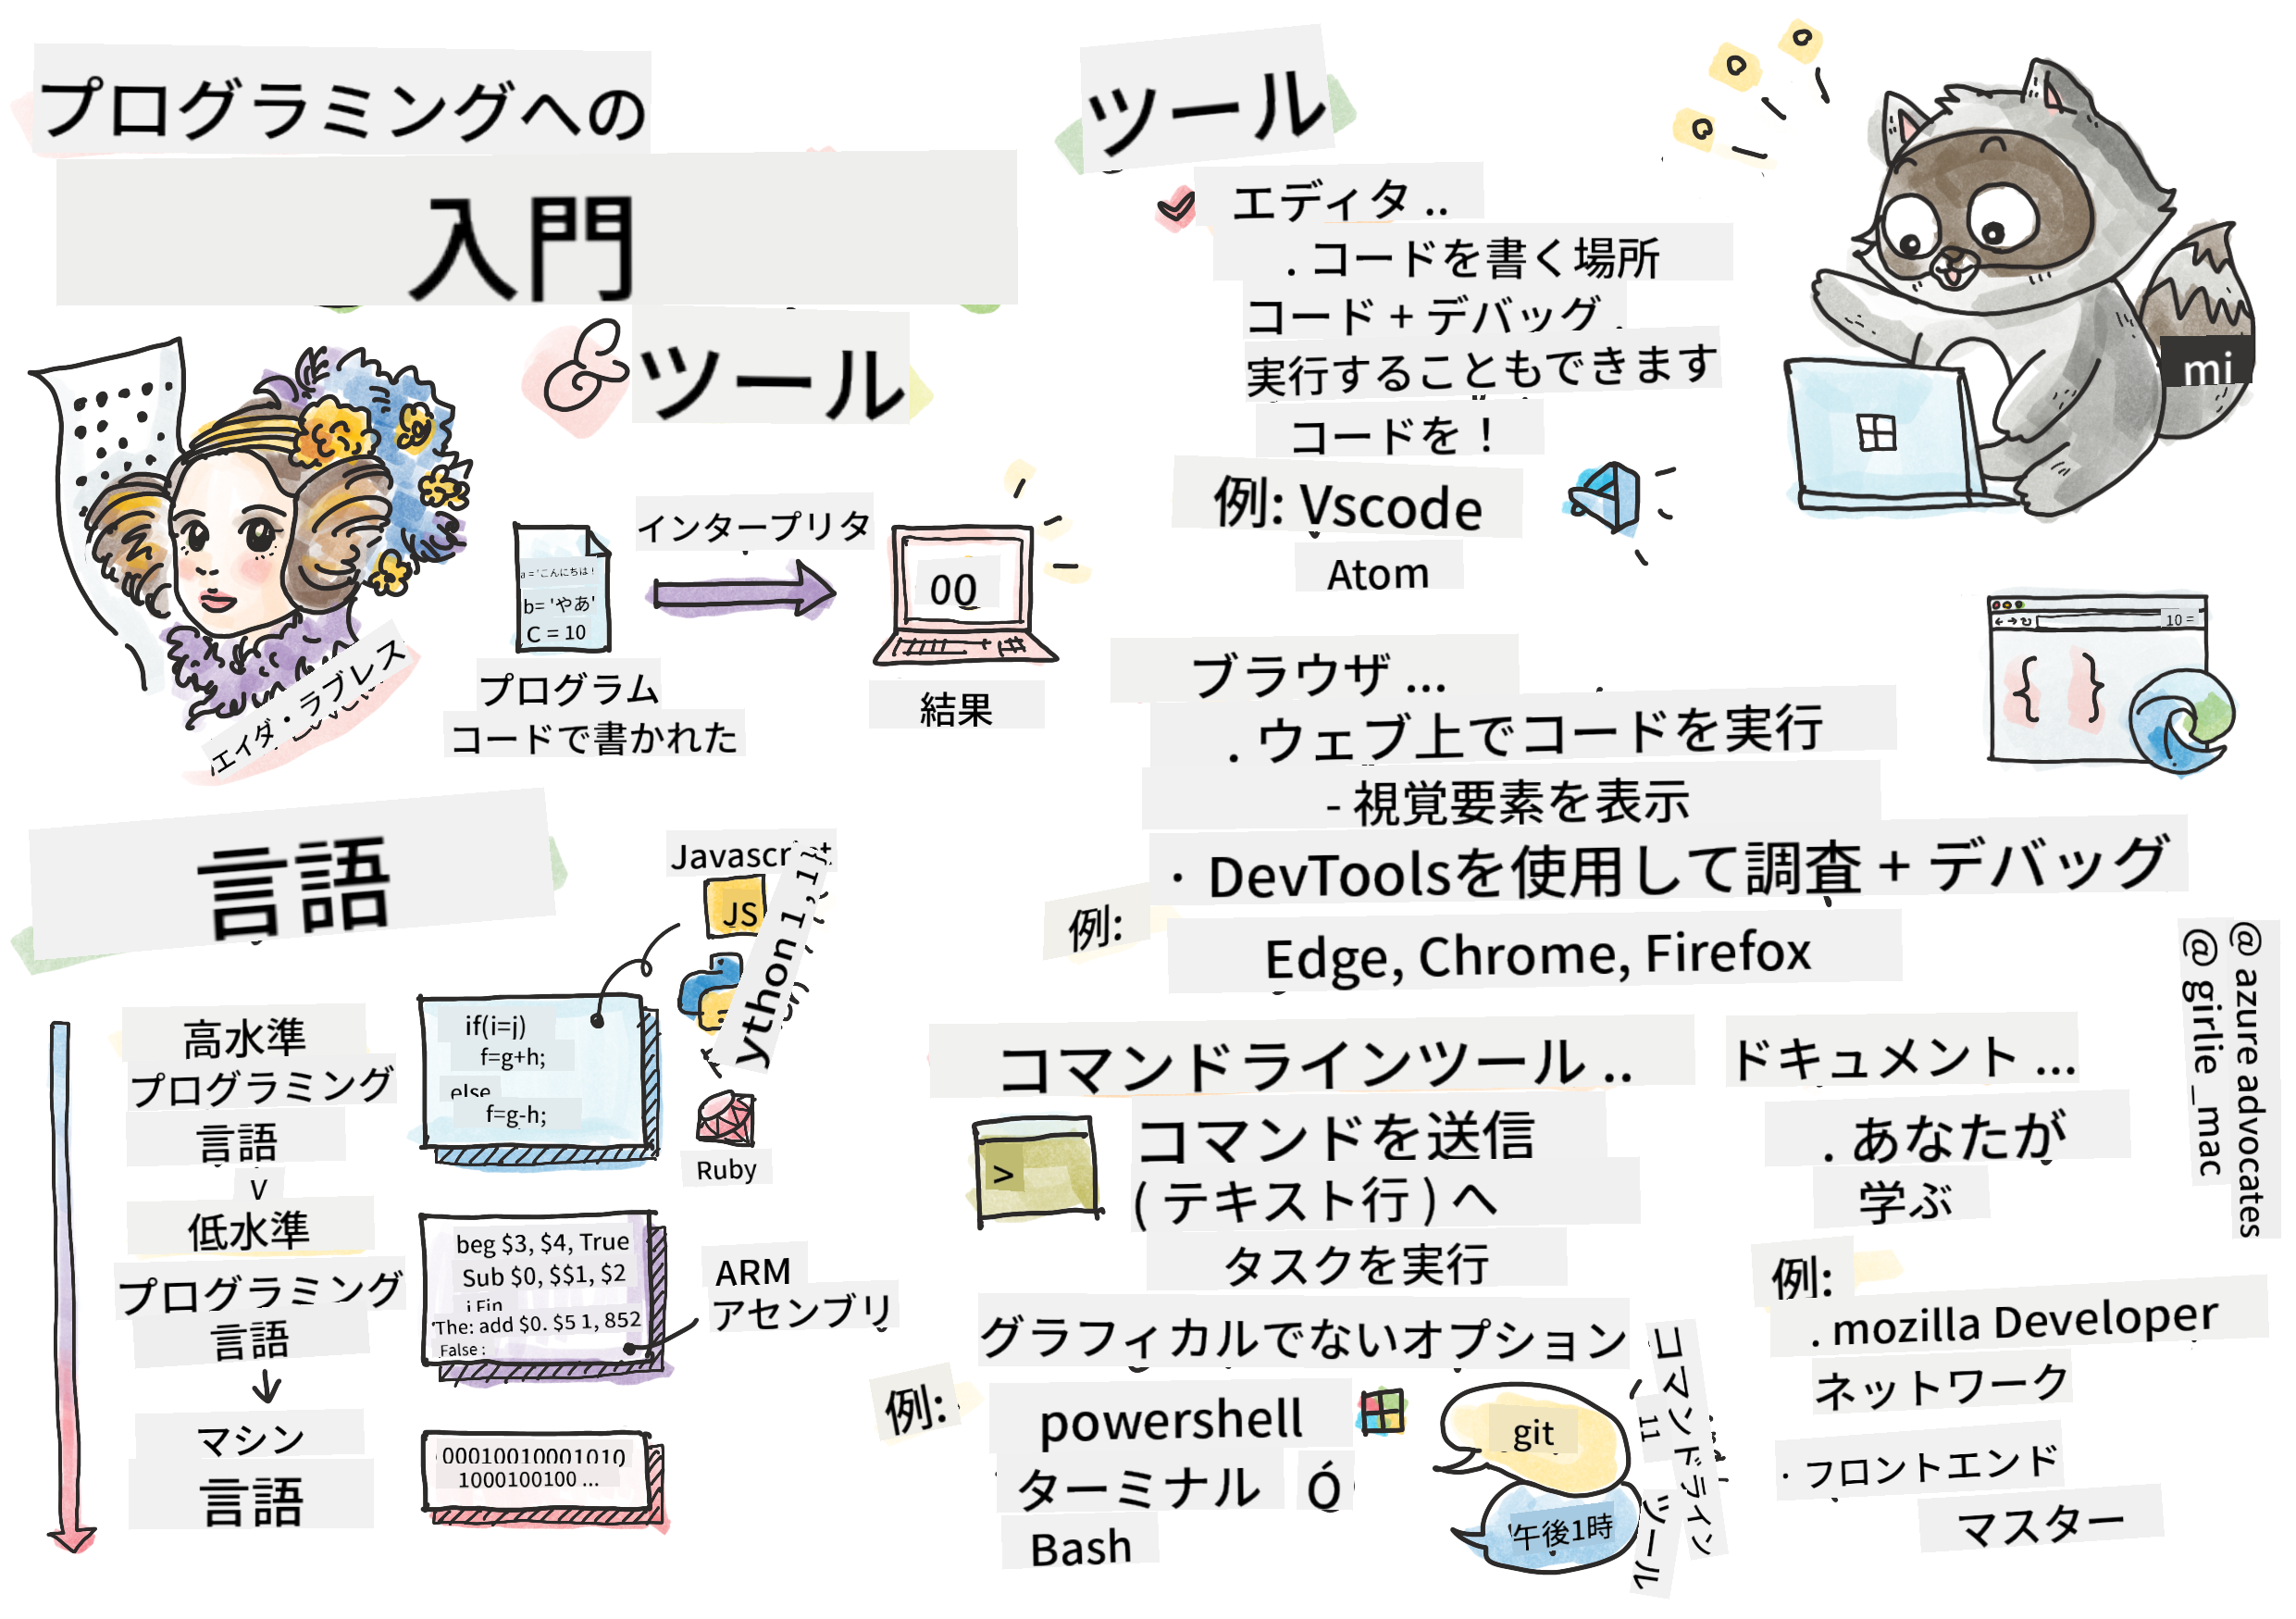 プログラミングへの
入門
& ツール
エイダ・ラブレス
a = 'こんにちは!
b= 'やあ'
C = 10
プログラム
コードで書かれた
インタープリタ
00
結果
言語
高水準
プログラミング
言語
v
低水準
プログラミング
言語
マシン
言語
if(i=j)
f=g+h;
else
f=g-h;
JS
ython 1, 1}
Ruby
beg $3, $4, True
Sub $0, $$1, $2
The: add $0. $5 1, 852
False :
ARM
アセンブリ
00010010001010
1000100100 ...
ツール
エディタ ..
. コードを書く場所
コード + デバッグ .
実行することもできます
コードを!
例: Vscode
Atom
mi
ブラウザ ...
. ウェブ上でコードを実行
- 視覚要素を表示
・ DevToolsを使用して調査 + デバッグ
例:
Edge, Chrome, Firefox
10 =
{ }
コマンドラインツール ..
>
コマンドを送信
( テキスト行 ) へ
タスクを実行
グラフィカルでないオプション
例:
powershell
ターミナル Ó
Bash
git
午後1時
コマンドライン
11 ツール
ドキュメント ...
. あなたが
学ぶ
例:
. mozilla Developer
ネットワーク
・フロントエンド
マスター
@ azure advocates
@ girlie _mac